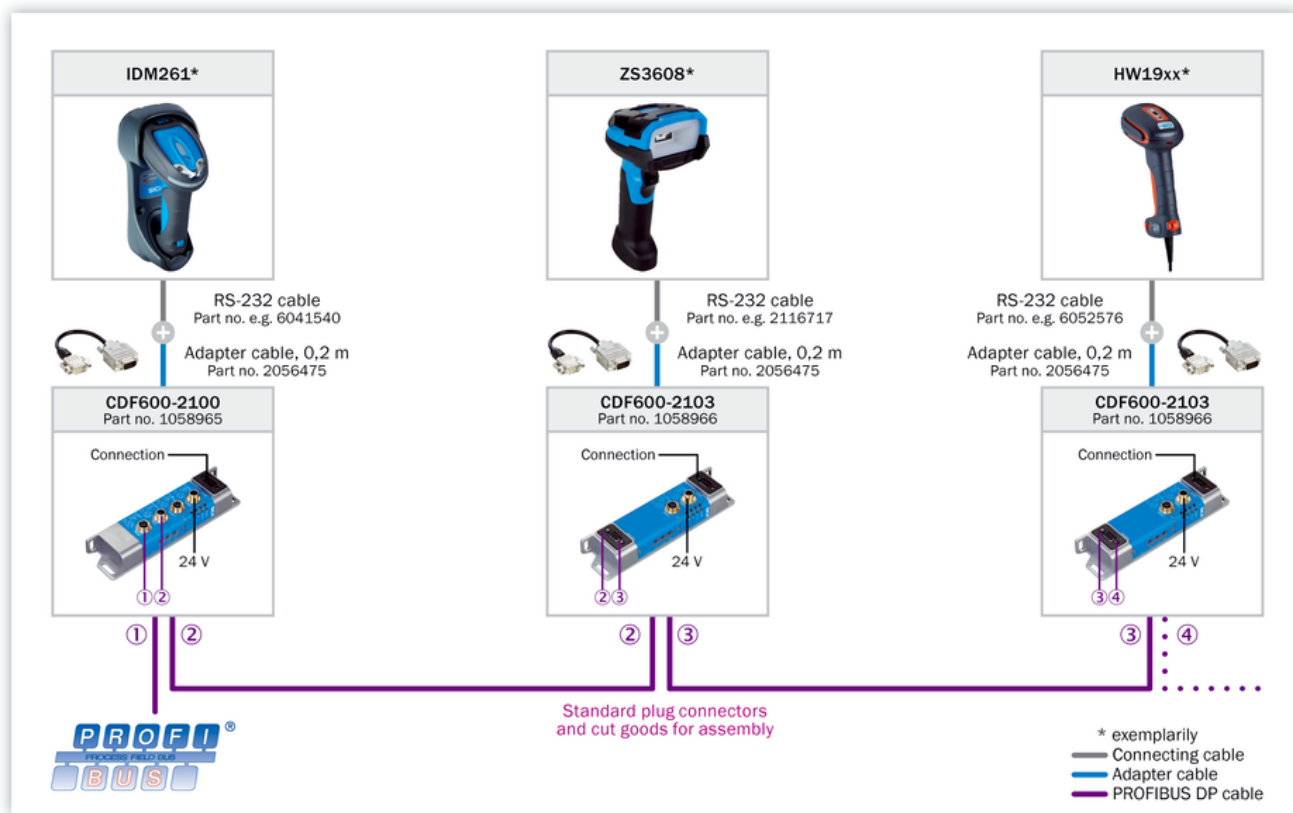 IDM261*
RS-232 cable
Part no. e.g. 6041540
Adapter cable, 0,2 m
Part no. 2056475
CDF600-2100
Part no. 1058965
Connection
24 V
①②
① ②
ZS3608*
RS-232 cable
Part no. e.g. 2116717
Adapter cable, 0,2 m
Part no. 2056475
CDF600-2103
Part no. 1058966
Connection
24 V
②③
② ③
HW19xx*
RS-232 cable
Part no. e.g. 6052576
Adapter cable, 0,2 m
Part no. 2056475
CDF600-2103
Part no. 1058966
Connection
24 V
③④
③ ④
Standard plug connectors
and cut goods for assembly
PROFI®
PROCESS FIELD BUS
BUS
* exemplarily
Connecting cable
Adapter cable
PROFIBUS DP cable